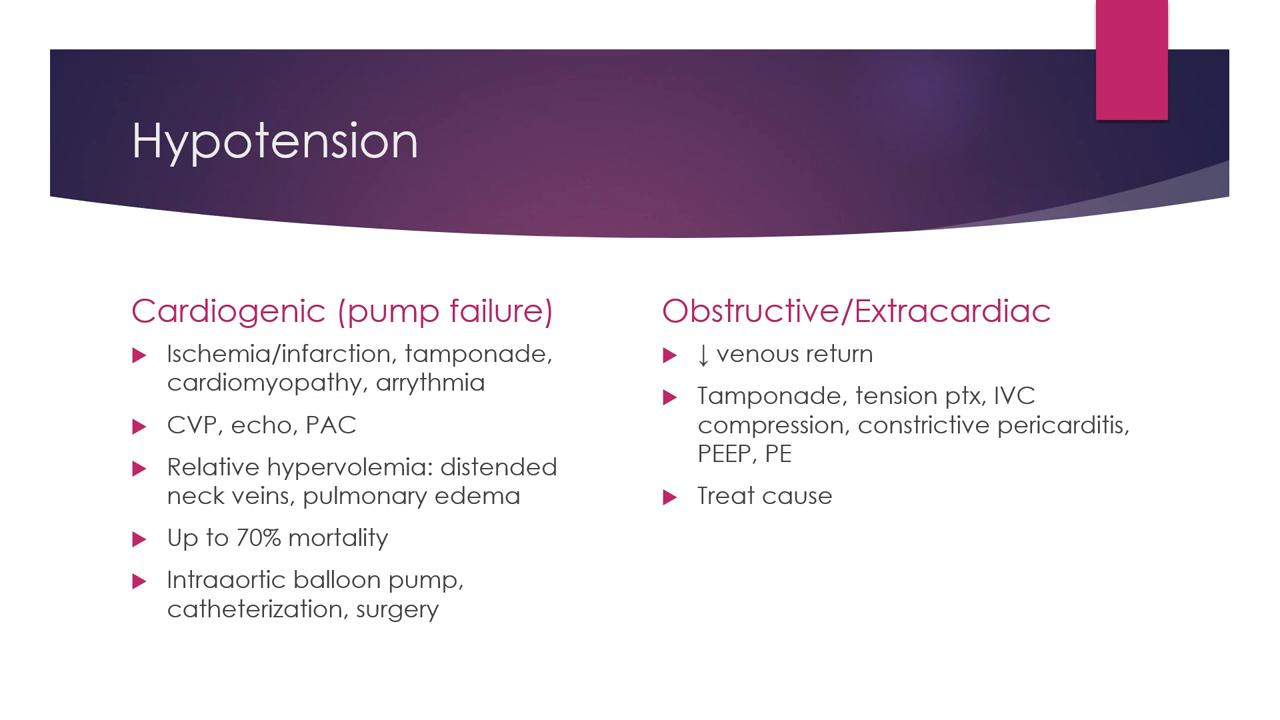 Hypotension
Cardiogenic (pump failure)
Ischemia/infarction, tamponade,
cardiomyopathy, arrythmia
CVP, echo, PAC
Relative hypervolemia: distended
neck veins, pulmonary edema
Up to 70% mortality
Intraaortic balloon pump,
catheterization, surgery
Obstructive/Extracardiac
↓ venous return
Tamponade, tension ptx, IVC
compression, constrictive pericarditis,
PEEP, PE
Treat cause